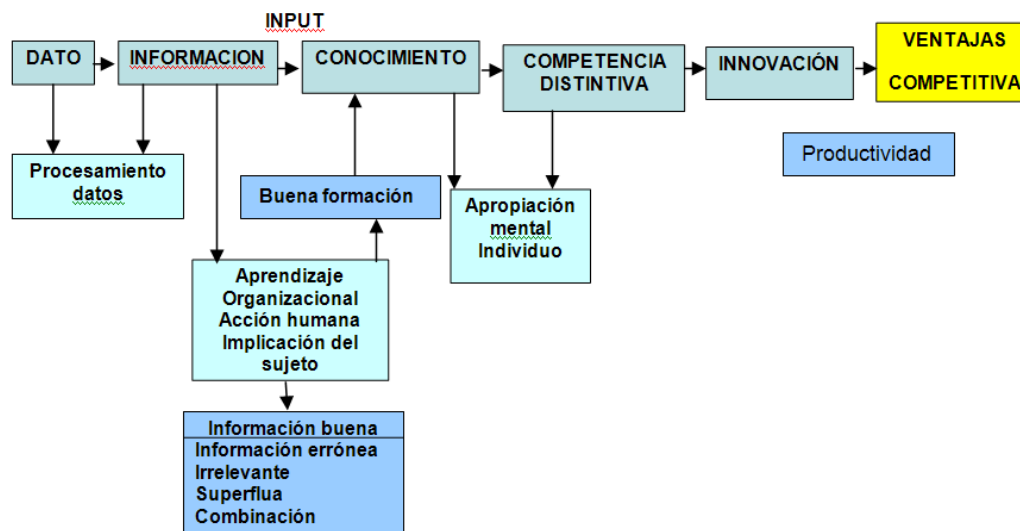 INPUT
DATO
INFORMACION
CONOCIMIENTO
COMPETENCIA
DISTINTIVA
INNOVACIÓN
VENTAJAS
COMPETITIVA
Procesamiento
datos
Buena formación
Apropiación
mental
Individuo
Productividad
Aprendizaje
Organizacional
Acción humana
Implicación del
sujeto
Información buena
Información errónea
Irrelevante
Superflua
Combinación